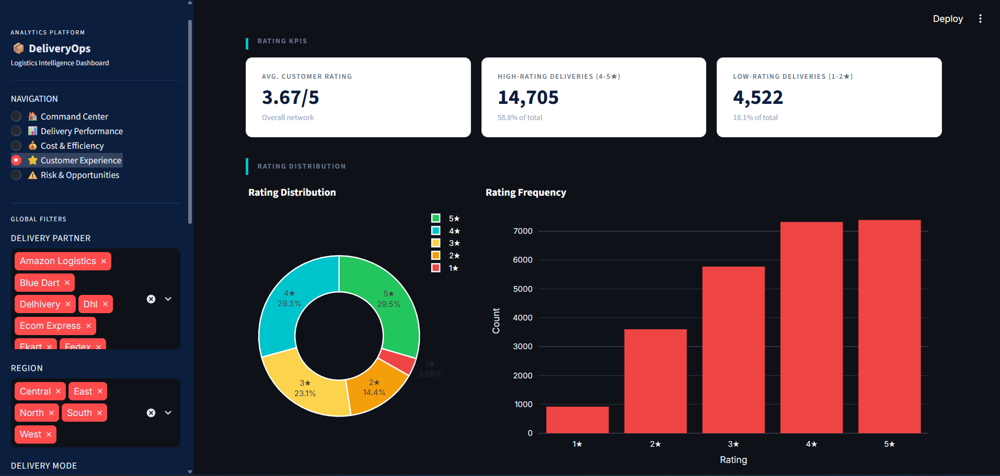 ANALYTICS PLATFORM
📦 DeliveryOps
Logistics Intelligence Dashboard
NAVIGATION
🏠 Command Center
📊 Delivery Performance
💰 Cost & Efficiency
⭐ Customer Experience
⚠️ Risk & Opportunities
GLOBAL FILTERS
DELIVERY PARTNER
Amazon Logistics ×
Blue Dart ×
Delhivery × Dhl ×
Ecom Express ×
Ekart × Fedex ×
REGION
Central × East ×
North × South ×
West ×
DELIVERY MODE
Deploy
RATING KPIS
AVG. CUSTOMER RATING
3.67/5
Overall network
HIGH-RATING DELIVERIES (4-5★)
14,705
58.8% of total
LOW-RATING DELIVERIES (1-2★)
4,522
18.1% of total
RATING DISTRIBUTION
Rating Distribution
5★
4★
3★
2★
1★
4★
29.3%
5★
29.5%
1★
3.68%
3★
23.1%
2★
14.4%
Rating Frequency
7000
6000
5000
4000
3000
2000
1000
0
Count
1★ 2★ 3★ 4★ 5★
Rating